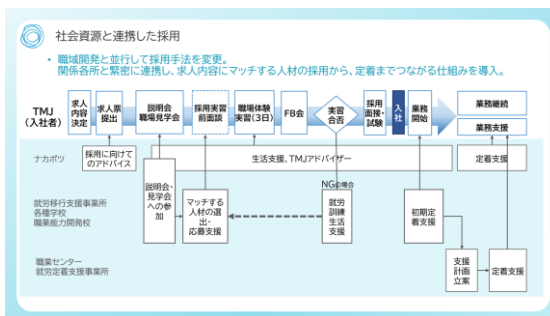 社会資源と連携した採用
・ 職域開発と並行して採用手法を変更。
関係各所と緊密に連携し、求人内容にマッチする人材の採用から、定着までつながる仕組みを導入。
TMJ
(入社者)
求人
内容
決定
求人票
提出
説明会
職場見学会
採用実習
前面談
職場体験
実習(3日)
FB会
実習
合否
採用
面接・
試験
入社
業務
開始
業務継続
業務支援
ナカポツ
採用に向けて
のアドバイス
生活支援、TMJアドバイザー
定着支援
就労移行支援事業所
各種学校
職業能力開発校
説明会・
見学会
への参
加
マッチする
人材の選
出・
応募支援
NGの場合
就労
訓練
生活
支援
初期定
着支援
職業センター
就労定着支援事業所
支援
計画
立案
定着支援